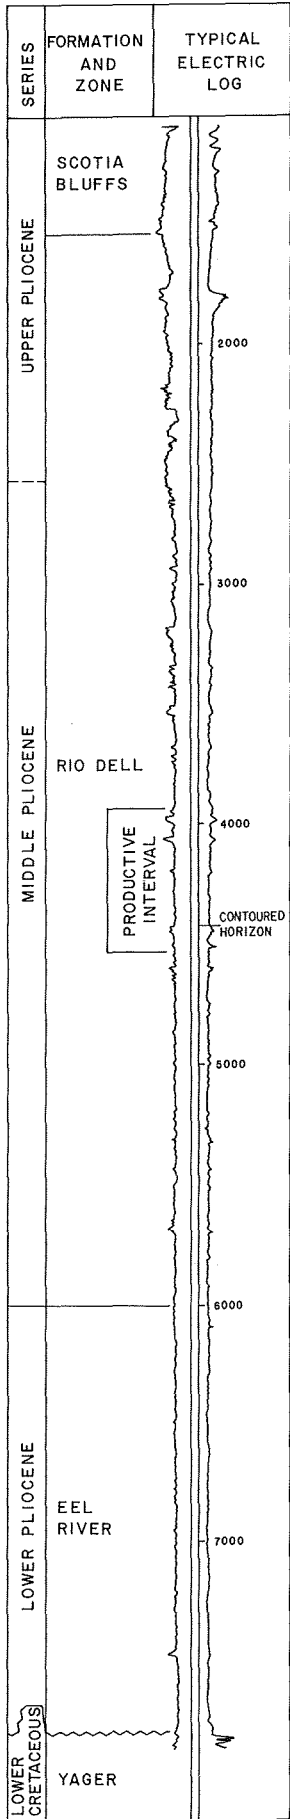 SERIES
FORMATION
AND
ZONE
TYPICAL
ELECTRIC
LOG
UPPER PLIOCENE
SCOTIA
BLUFFS
2000
3000
MIDDLE PLIOCENE
RIO DELL
PRODUCTIVE
INTERVAL
4000
CONTOURED
HORIZON
5000
6000
LOWER PLIOCENE
EEL
RIVER
7000
LOWER
CRETACEOUS
YAGER